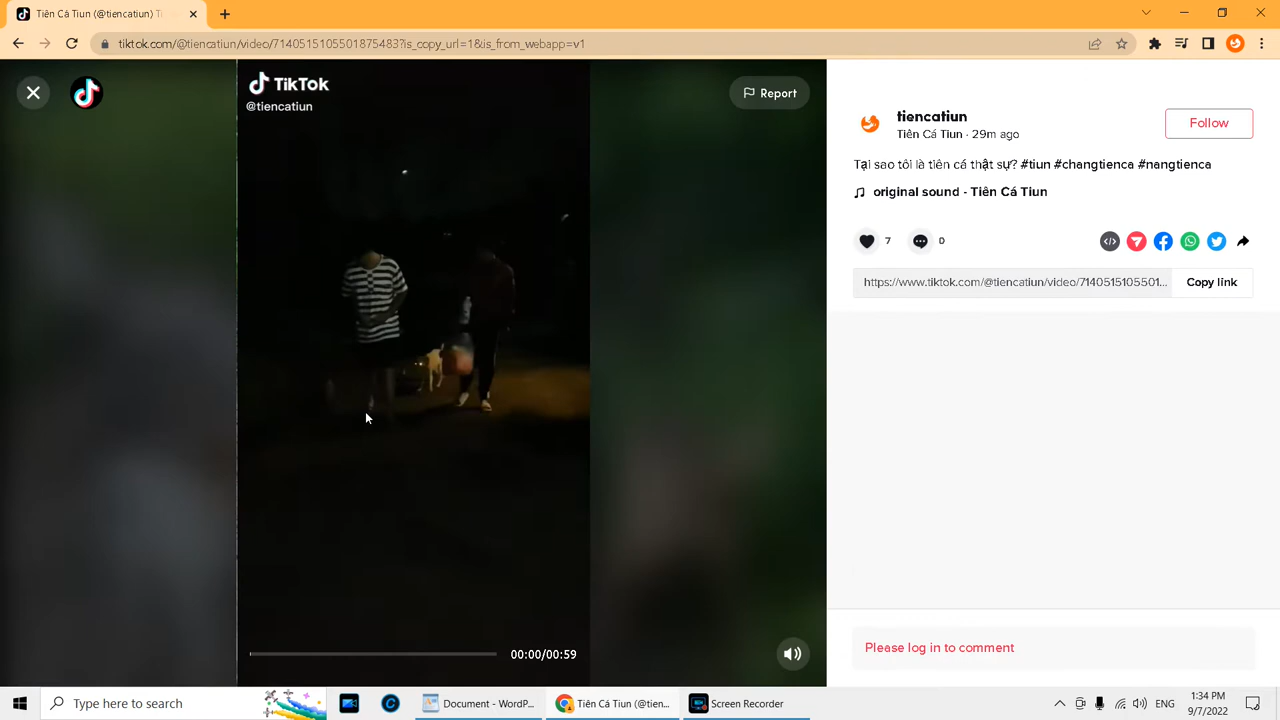 Tiên Cá Tiun (@tiencatiun) Ti
tiktok.com/@tiencatiun/video/7140515105501875483?is_copy_url=1&is_from_webapp=v1
TikTok
@tiencatiun
Report
00:00/00:59
tiencatiun
Tiên Cá Tiun · 29m ago
Follow
Tại sao tôi là tiên cá thật sự? #tiun #changtienca #nangtienca
original sound - Tiên Cá Tiun
7
0
https://www.tiktok.com/@tiencatiun/video/7140515105501...
Copy link
Please log in to comment
Type here to search
Document - WordP...
Tiên Cá Tiun (@tien...
Screen Recorder
ENG
1:34 PM
9/7/2022